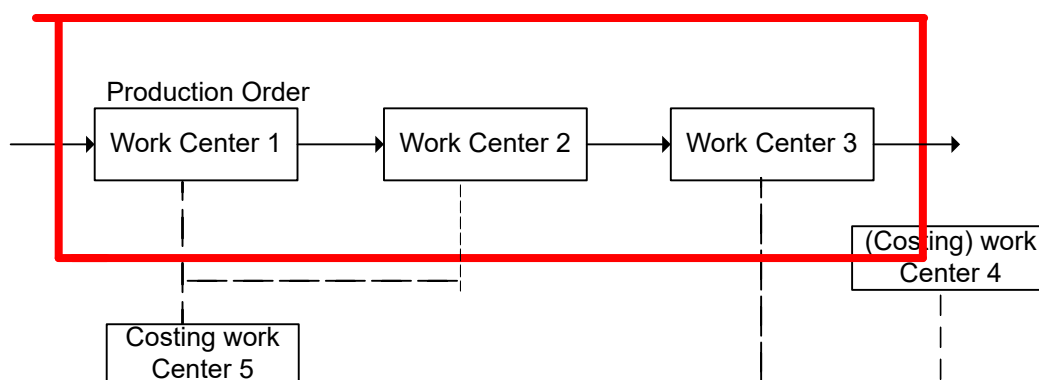 Production Order
Work Center 1
Work Center 2
Work Center 3
(Costing) work
Center 4
Costing work
Center 5